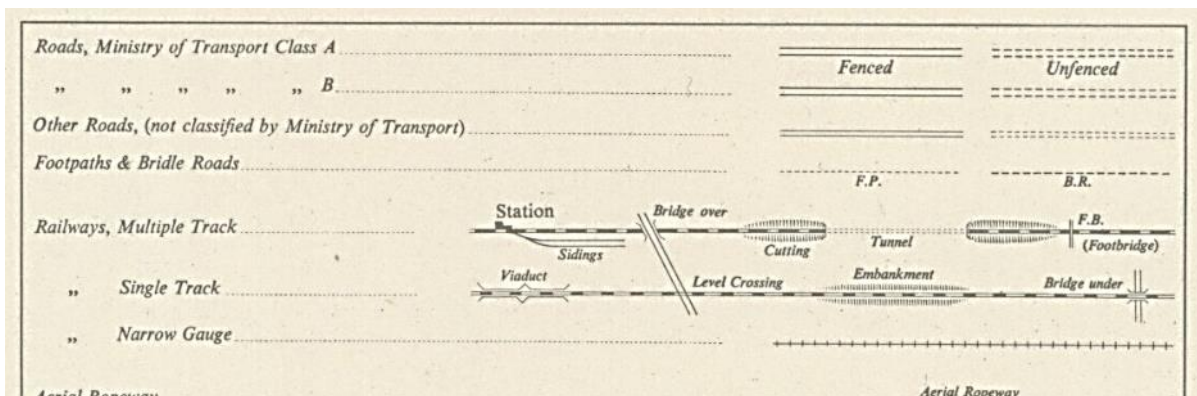 Roads, Ministry of Transport Class A
Fenced Unfenced
„ „ „ „ „ B
Other Roads, (not classified by Ministry of Transport)
Footpaths & Bridle Roads
F.P. B.R.
Station Bridge over F.B.
Railways, Multiple Track
Sidings Cutting Tunnel (Footbridge)
Viaduct Level Crossing Embankment Bridge under
„ Single Track
„ Narrow Gauge
Aerial Ropeway Aerial Ropeway